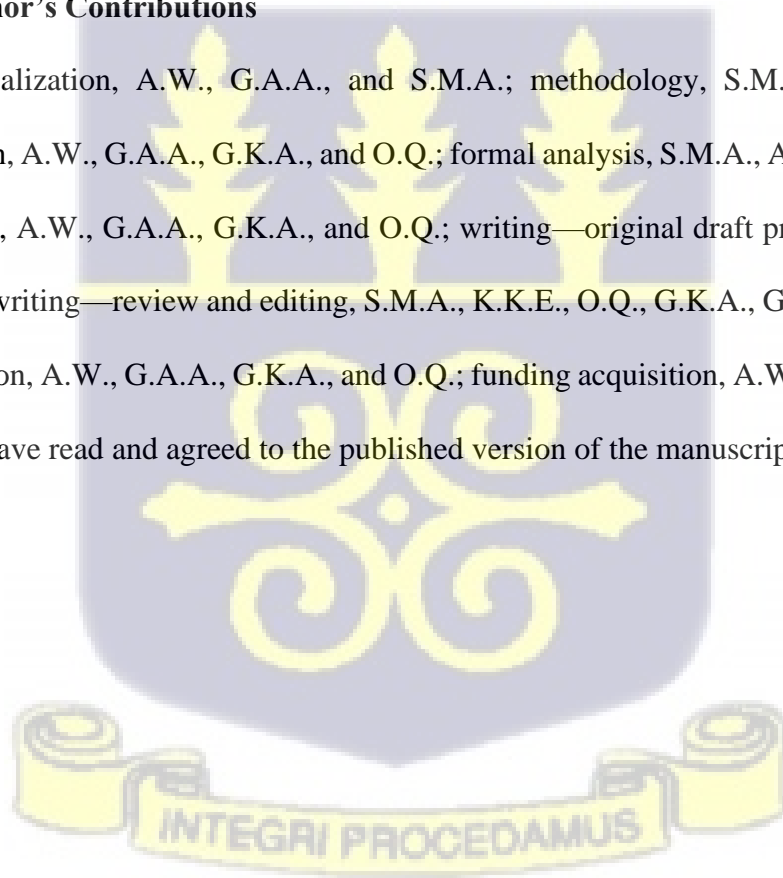 nor's Contributions
alization, A.W., G.A.A., and S.M.A.; methodology, S.M.
n, A.W., G.A.A., G.K.A., and O.Q.; formal analysis, S.M.A., A
, A.W., G.A.A., G.K.A., and O.Q.; writing—original draft pr
writing—review and editing, S.M.A., K.K.E., O.Q., G.K.A., G
on, A.W., G.A.A., G.K.A., and O.Q.; funding acquisition, A.W
ave read and agreed to the published version of the manuscrip
INTEGRI PROCEDAMUS